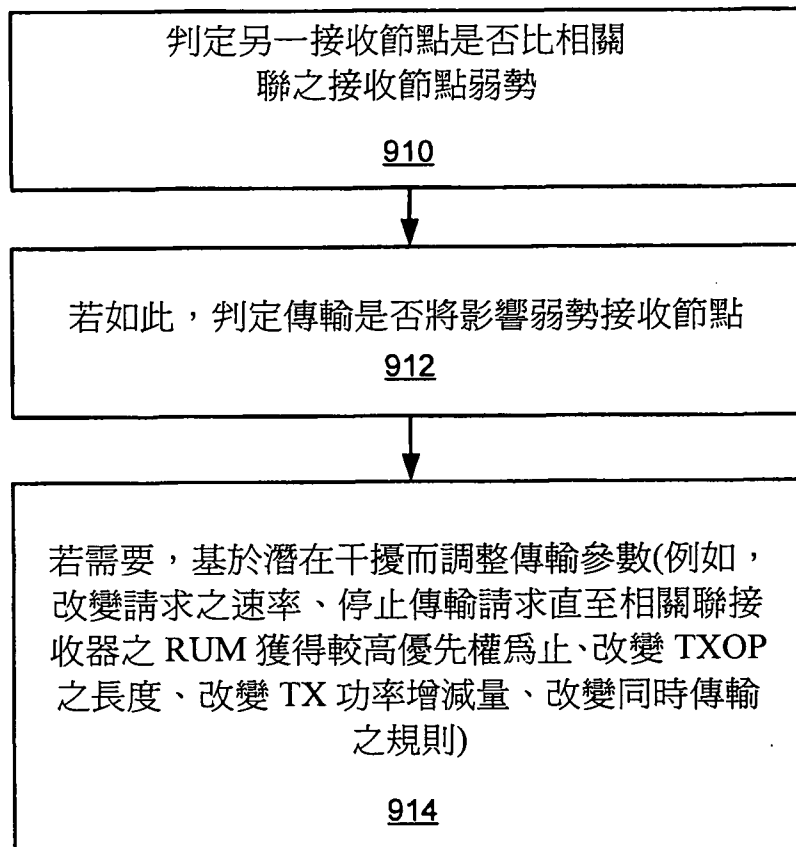 判定另一接收節點是否比相關
聯之接收節點弱勢
910
若如此，判定傳輸是否將影響弱勢接收節點
912
若需要，基於潛在干擾而調整傳輸參數(例如，
改變請求之速率、停止傳輸請求直至相關聯接
收器之 RUM 獲得較高優先權爲止、改變 TXOP
之長度、改變 TX 功率增減量、改變同時傳輸
之規則)
914